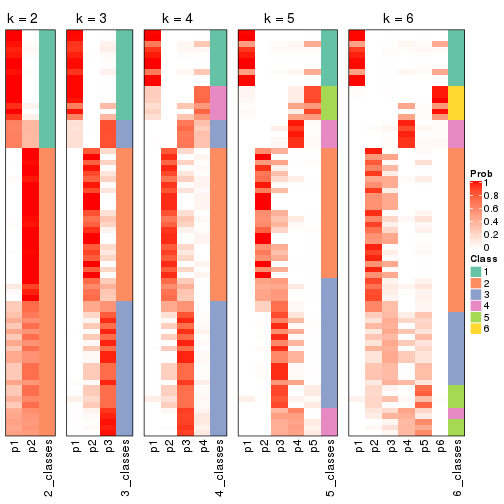 k = 2
k = 3
k = 4
k = 5
k = 6
Prob
1
0.8
0.6
0.4
0.2
0
Class
1
2
3
4
5
6
p1
p2
2_classes
p1
p2
p3
3_classes
p1
p2
p3
p4
4_classes
p1
p2
p3
p4
p5
5_classes
p1
p2
p3
p4
p5
p6
6_classes